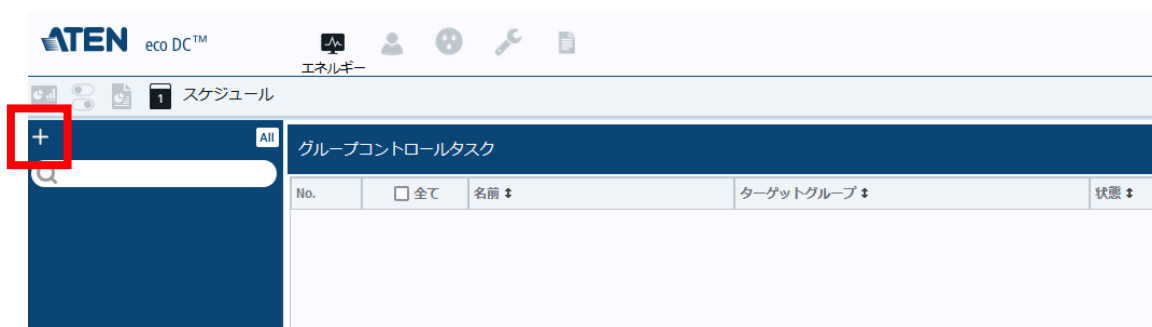 ATEN eco DC™
エネルギー
1 スケジュール
All
グループコントロールタスク
No. 全て 名前 ターゲットグループ 状態